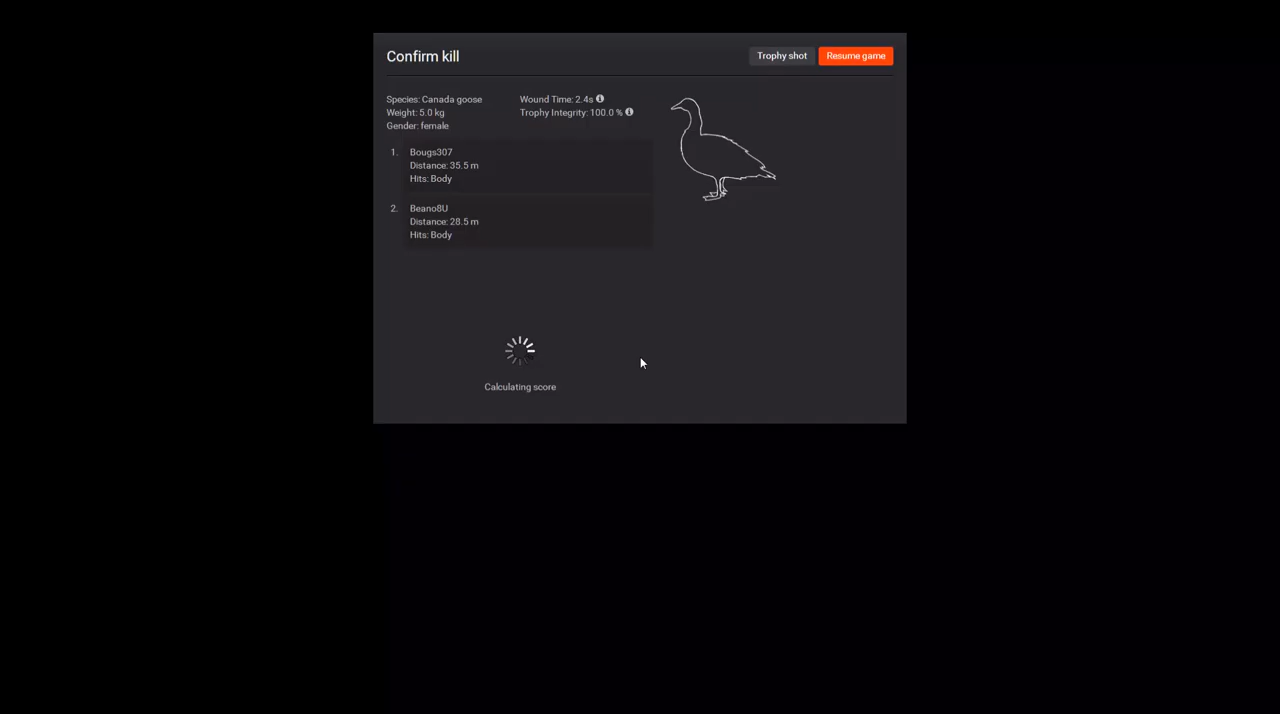 Confirm kill
Trophy shot
Resume game
Species: Canada goose
Weight: 5.0 kg
Gender: female
Wound Time: 2.4s
Trophy Integrity: 100.0 %
1. Bougs307
Distance: 35.5 m
Hits: Body
2. Beano8U
Distance: 28.5 m
Hits: Body
Calculating score